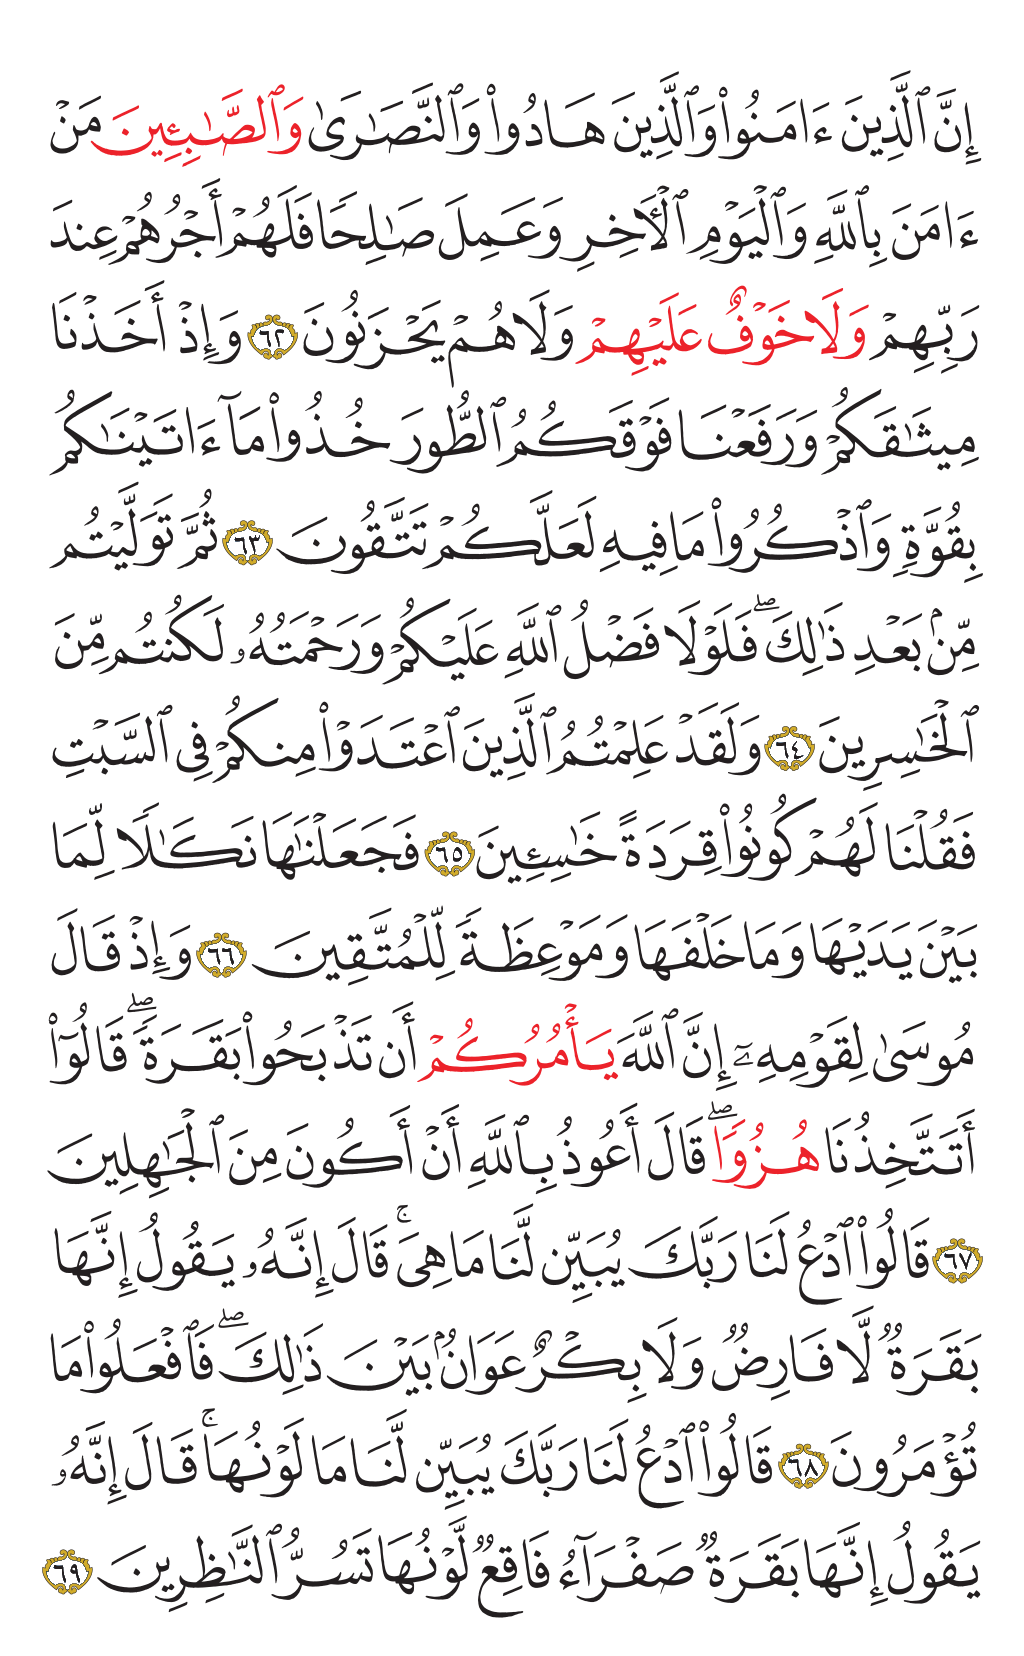 إِنَّ ٱلَّذِينَ ءَامَنُوا۟ وَٱلَّذِينَ هَادُوا۟ وَٱلنَّصَـٰرَىٰ وَٱلصَّـٰبِـِٔينَ مَنْ
ءَامَنَ بِٱللَّهِ وَٱلْيَوْمِ ٱلْـَٔاخِرِ وَعَمِلَ صَـٰلِحًا فَلَهُمْ أَجْرُهُمْ عِندَ
رَبِّهِمْ وَلَا خَوْفٌ عَلَيْهِمْ وَلَا هُمْ يَحْزَنُونَ ٦٢ وَإِذْ أَخَذْنَا
مِيثَـٰقَكُمْ وَرَفَعْنَا فَوْقَكُمُ ٱلطُّورَ خُذُوا۟ مَآ ءَاتَيْنَـٰكُم
بِقُوَّةٍ وَٱذْكُرُوا۟ مَا فِيهِ لَعَلَّكُمْ تَتَّقُونَ ٦٣ ثُمَّ تَوَلَّيْتُم
مِّنۢ بَعْدِ ذَٰلِكَ ۖ فَلَوْلَا فَضْلُ ٱللَّهِ عَلَيْكُمْ وَرَحْمَتُهُۥ لَكُنتُم مِّنَ
ٱلْخَـٰسِرِينَ ٦٤ وَلَقَدْ عَلِمْتُمُ ٱلَّذِينَ ٱعْتَدَوْا۟ مِنكُمْ فِى ٱلسَّبْتِ
فَقُلْنَا لَهُمْ كُونُوا۟ قِرَدَةً خَـٰسِـِٔينَ ٦٥ فَجَعَلْنَـٰهَا نَكَـٰلًا لِّمَا
بَيْنَ يَدَيْهَا وَمَا خَلْفَهَا وَمَوْعِظَةً لِّلْمُتَّقِينَ ٦٦ وَإِذْ قَالَ
مُوسَىٰ لِقَوْمِهِۦٓ إِنَّ ٱللَّهَ يَأْمُرُكُمْ أَن تَذْبَحُوا۟ بَقَرَةً ۖ قَالُوٓا۟
أَتَتَّخِذُنَا هُزُوًا ۖ قَالَ أَعُوذُ بِٱللَّهِ أَنْ أَكُونَ مِنَ ٱلْجَـٰهِلِينَ
٦٧ قَالُوا۟ ٱدْعُ لَنَا رَبَّكَ يُبَيِّن لَّنَا مَا هِىَ ۚ قَالَ إِنَّهُۥ يَقُولُ إِنَّهَا
بَقَرَةٌ لَّا فَارِضٌ وَلَا بِكْرٌ عَوَانٌۢ بَيْنَ ذَٰلِكَ ۖ فَٱفْعَلُوا۟ مَا
تُؤْمَرُونَ ٦٨ قَالُوا۟ ٱدْعُ لَنَا رَبَّكَ يُبَيِّن لَّنَا مَا لَوْنُهَا ۚ قَالَ إِنَّهُۥ
يَقُولُ إِنَّهَا بَقَرَةٌ صَفْرَآءُ فَاقِعٌ لَّوْنُهَا تَسُرُّ ٱلنَّـٰظِرِينَ ٦٩